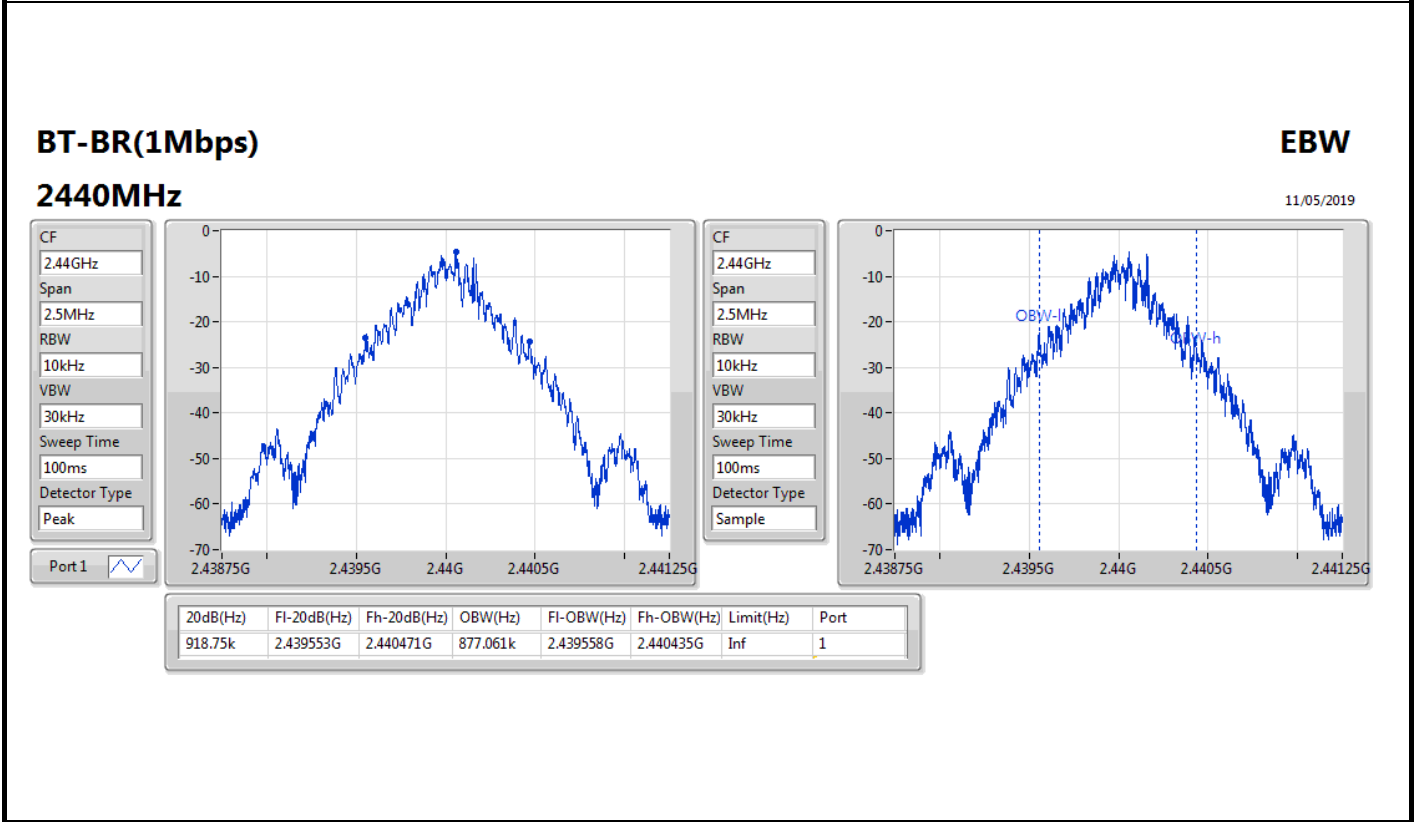 BT-BR(1Mbps)
EBW
2440MHz
11/05/2019
CF
2.44GHz
Span
2.5MHz
RBW
10kHz
VBW
30kHz
Sweep Time
100ms
Detector Type
Peak
Port 1
0
-10
-20
-30
-40
-50
-60
-70
2.43875G 2.4395G 2.44G 2.4405G 2.44125G
CF
2.44GHz
Span
2.5MHz
RBW
10kHz
VBW
30kHz
Sweep Time
100ms
Detector Type
Sample
0
-10
-20
-30
-40
-50
-60
-70
OBW-l
OBW-h
2.43875G 2.4395G 2.44G 2.4405G 2.44125G
20dB(Hz) Fl-20dB(Hz) Fh-20dB(Hz) OBW(Hz) Fl-OBW(Hz) Fh-OBW(Hz) Limit(Hz) Port
918.75k 2.439553G 2.440471G 877.061k 2.439558G 2.440435G Inf 1